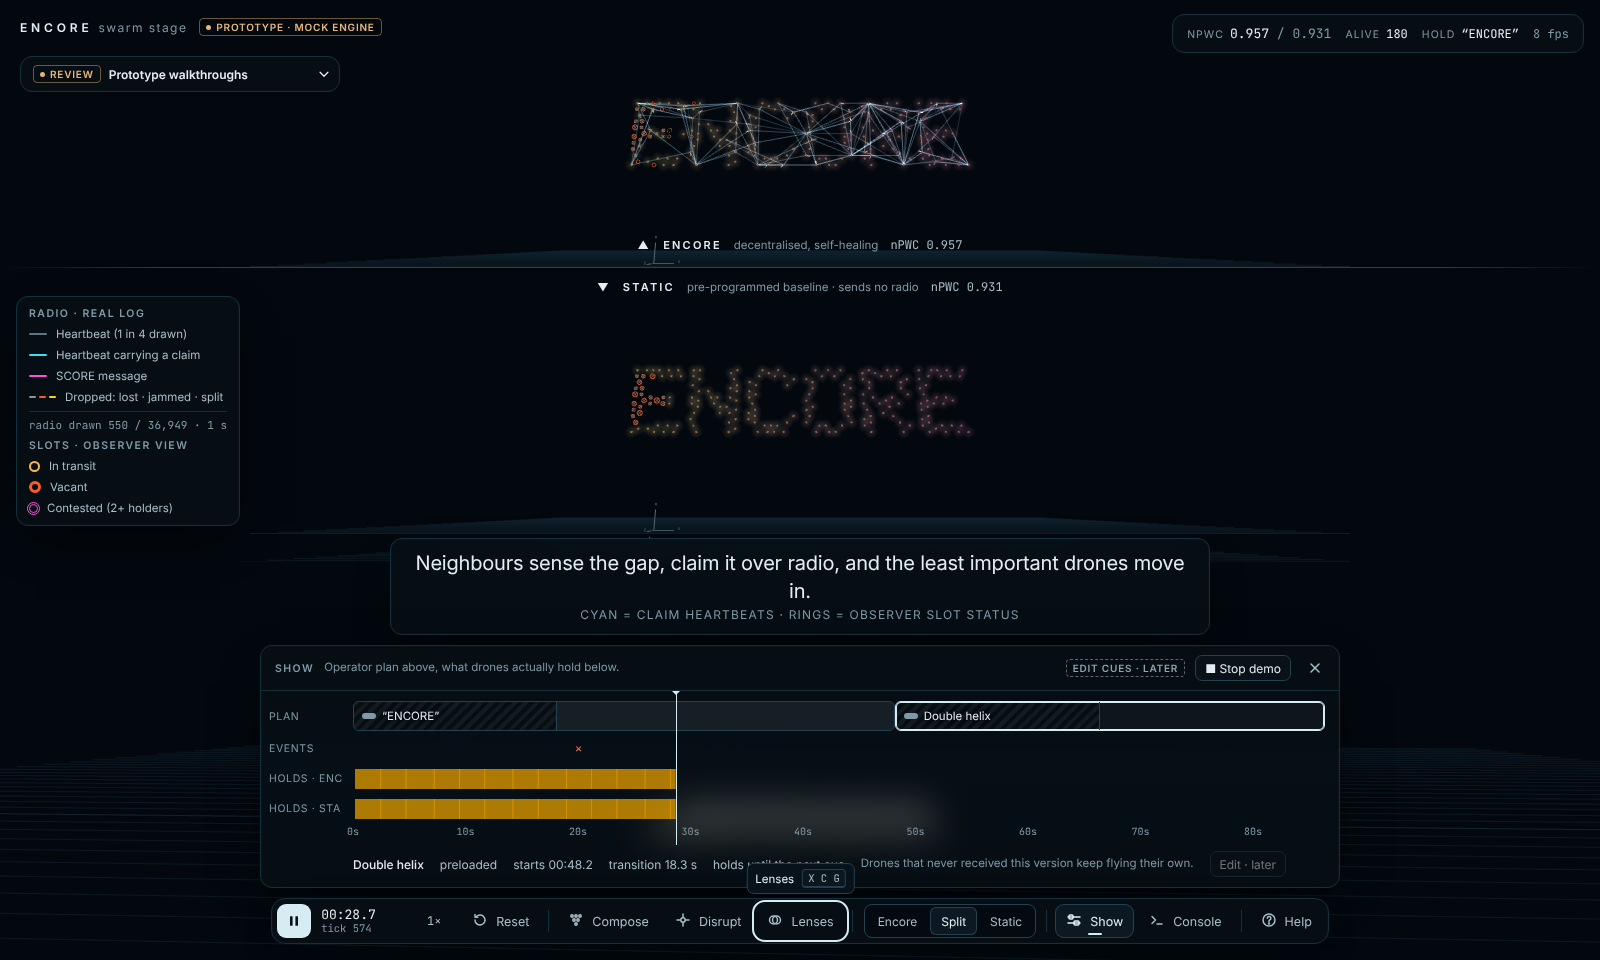 ENCORE swarm stage PROTOTYPE · MOCK ENGINE
NPWC 0.957 / 0.931 ALIVE 180 HOLD “ENCORE” 8 fps
REVIEW Prototype walkthroughs
ENCORE
▲ ENCORE decentralised, self-healing nPWC 0.957
▼ STATIC pre-programmed baseline · sends no radio nPWC 0.931
RADIO · REAL LOG
Heartbeat (1 in 4 drawn)
Heartbeat carrying a claim
SCORE message
Dropped: lost · jammed · split
radio drawn 550 / 36,949 · 1 s
SLOTS · OBSERVER VIEW
In transit
Vacant
Contested (2+ holders)
ENCORE
Neighbours sense the gap, claim it over radio, and the least important drones move
in.
CYAN = CLAIM HEARTBEATS · RINGS = OBSERVER SLOT STATUS
SHOW Operator plan above, what drones actually hold below. EDIT CUES · LATER Stop demo
PLAN “ENCORE” Double helix
EVENTS ×
HOLDS · ENC
HOLDS · STA
0s 10s 20s 30s 40s 50s 60s 70s 80s
Double helix preloaded starts 00:48.2 transition 18.3 s holds until the next cue Drones that never received this version keep flying their own. Edit · later
Lenses X C G
00:28.7
tick 574
1× Reset Compose Disrupt Lenses Encore Split Static Show Console Help